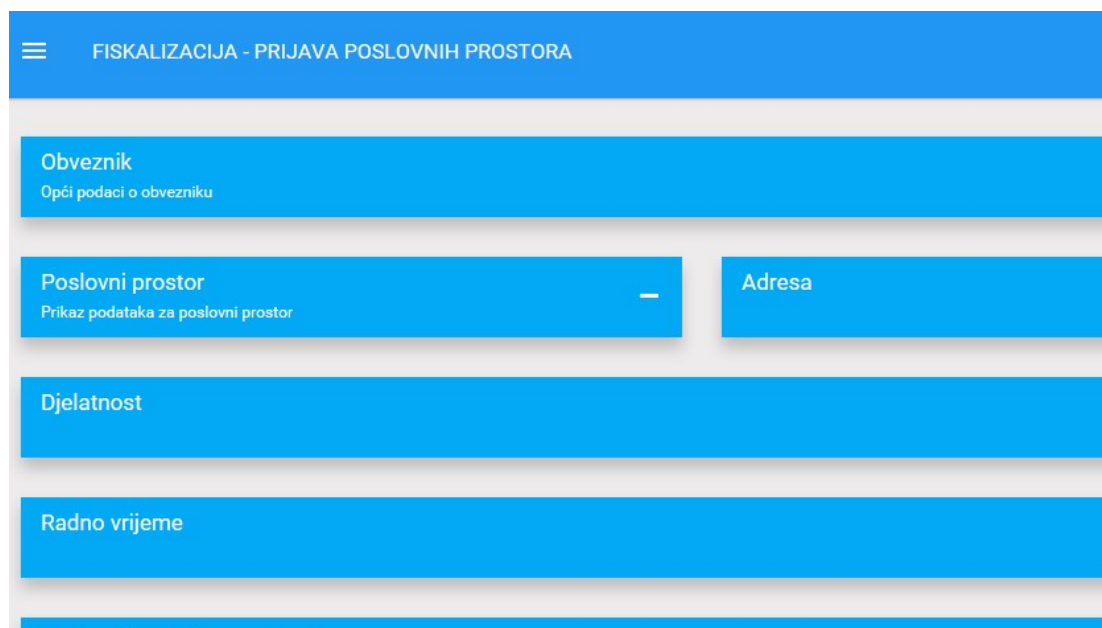 FISKALIZACIJA - PRIJAVA POSLOVNIH PROSTORA
Obveznik
Opći podaci o obvezniku
Poslovni prostor
Prikaz podataka za poslovni prostor
Adresa
Djelatnost
Radno vrijeme